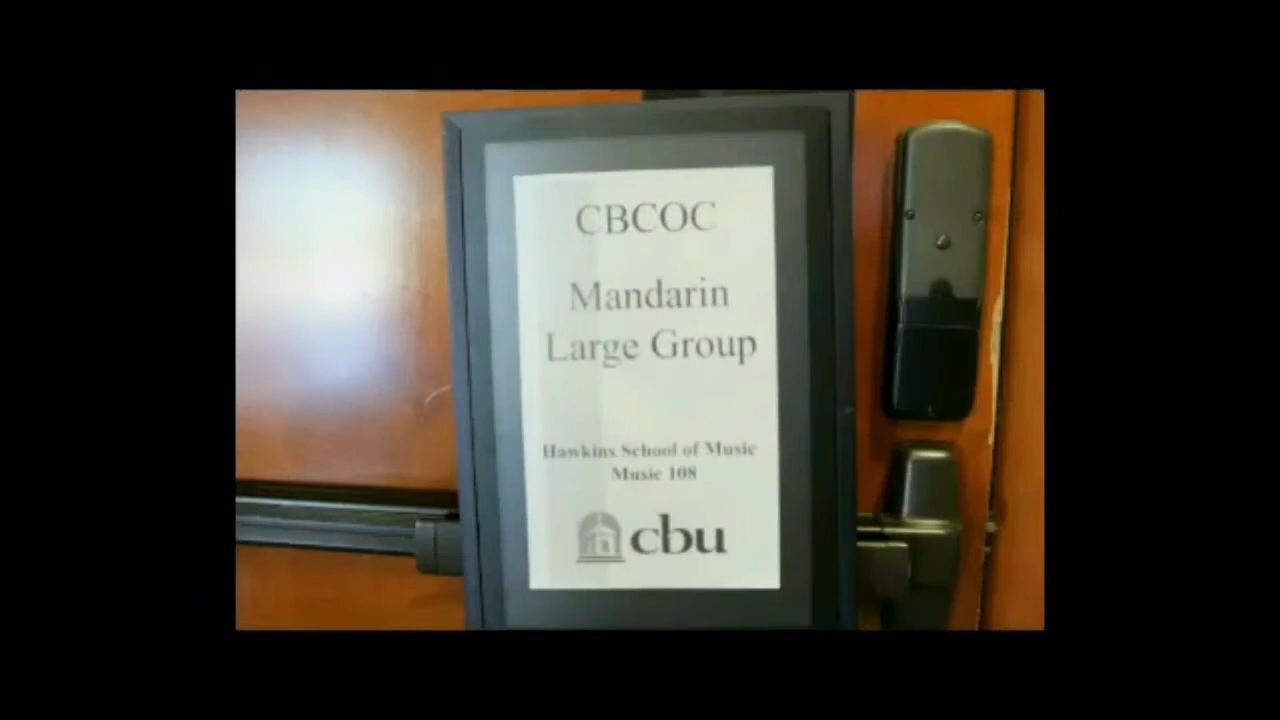 CBCOC
Mandarin
Large Group
Hawkins School of Music
Music 108
cbu